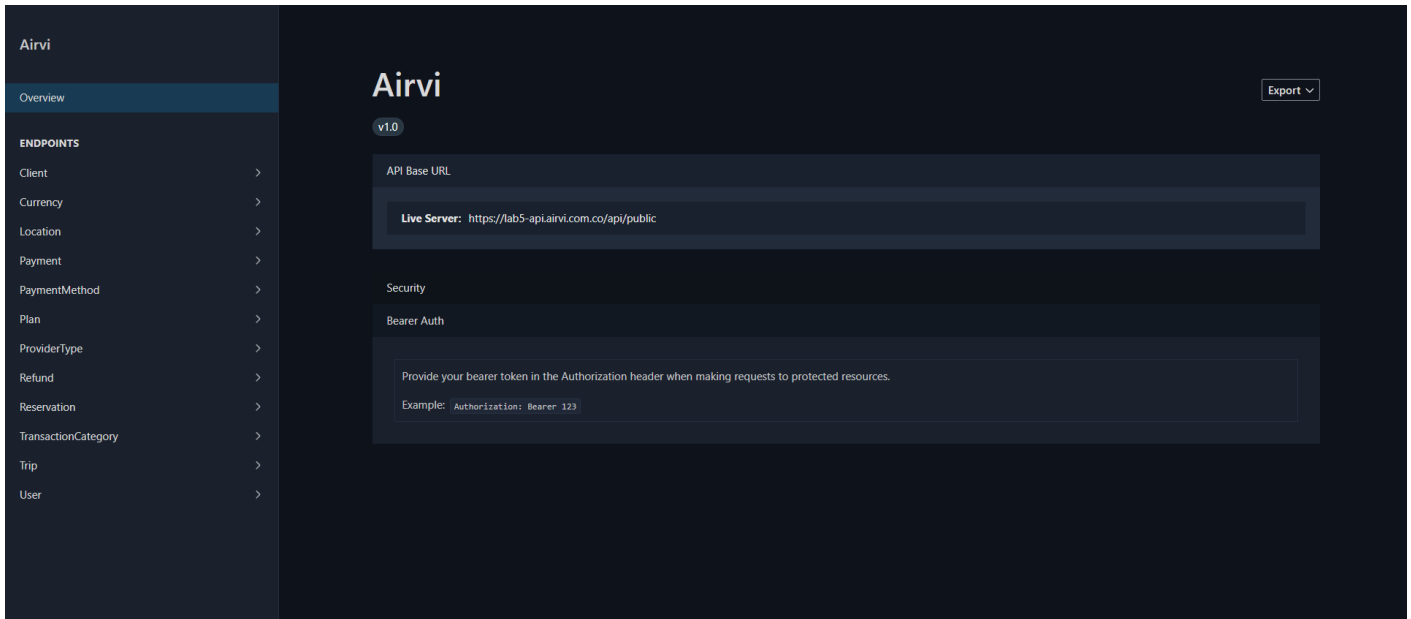 Airvi
Overview
ENDPOINTS
Client
Currency
Location
Payment
PaymentMethod
Plan
ProviderType
Refund
Reservation
TransactionCategory
Trip
User
Airvi
Export
v1.0
API Base URL
Live Server: https://lab5-api.airvi.com.co/api/public
Security
Bearer Auth
Provide your bearer token in the Authorization header when making requests to protected resources.
Example: Authorization: Bearer 123